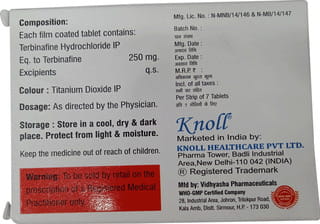 Composition:
Each film coated tablet contains:
Terbinafine Hydrochloride IP
Eq. to Terbinafine 250 mg.
Excipients q.s.
Colour : Titanium Dioxide IP
Dosage: As directed by the Physician.
Storage : Store in a cool, dry & dark
place. Protect from light & moisture.
Keep the medicine out of reach of children.
Warning: To be sold by retail on the
prescription of a Registered Medical
Practitioner only.
Mfg. Lic. No. : N-MNB/14/146 & N-MB/14/147
Batch No. :
Mfg. Date :
Exp. Date :
M.R.P ₹ :
Incl. of all taxes :
Per Strip of 7 Tablets
Knoll®
Marketed in India by:
KNOLL HEALTHCARE PVT LTD.
Pharma Tower, Badli Industrial
Area, New Delhi-110 042 (INDIA)
® Registered Trademark
Mfd by: Vidhyasha Pharmaceuticals
WHO-GMP Certified Company
28, Industrial Area, Johron, Trilokpur Road,
Kala Amb, Distt. Sirmour, H.P. - 173 030